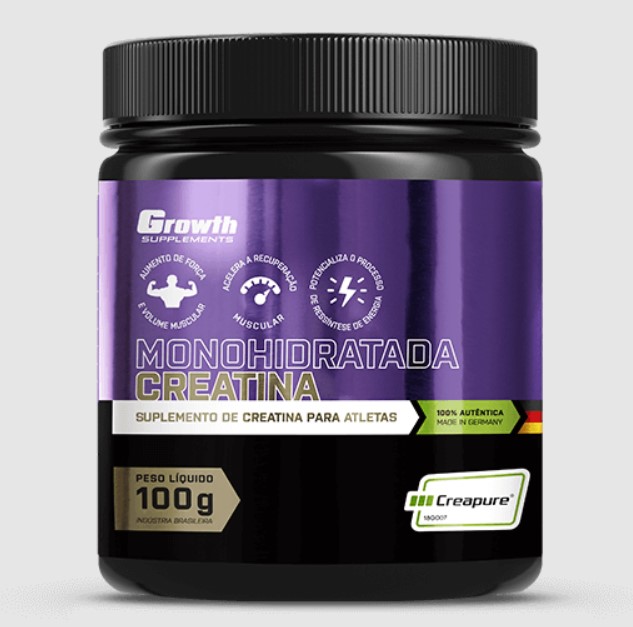 Growth
SUPPLEMENTS
AUMENTO DE FORÇA
E VOLUME MUSCULAR
ACELERA A RECUPERAÇÃO
MUSCULAR
POTENCIALIZA O PROCESSO
DE RESSÍNTESE DE ENERGIA
MONOHIDRATADA
CREATINA
SUPLEMENTO DE CREATINA PARA ATLETAS
100% AUTÊNTICA
MADE IN GERMANY
PESO LÍQUIDO
100g
INDÚSTRIA BRASILEIRA
Creapure®
18Q007